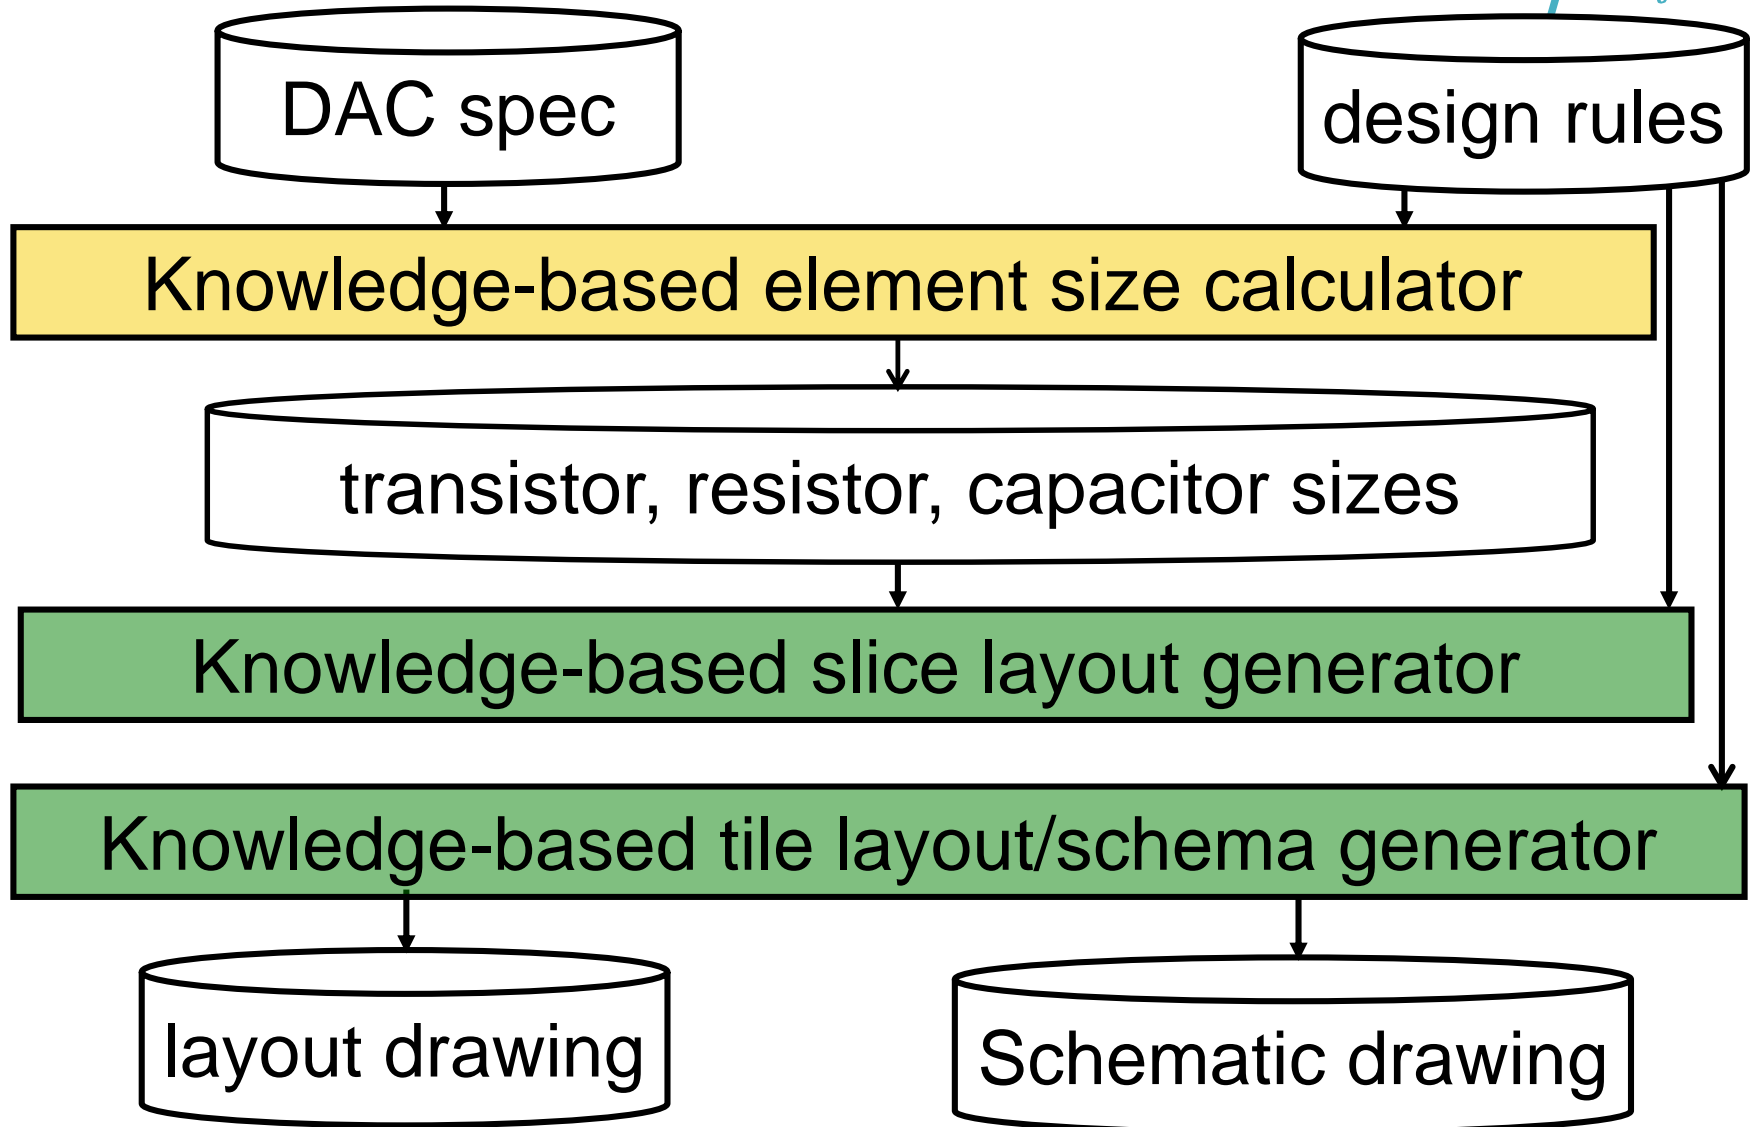 DAC spec
design rules
Knowledge-based element size calculator
transistor, resistor, capacitor sizes
Knowledge-based slice layout generator
Knowledge-based tile layout/schema generator
layout drawing
Schematic drawing